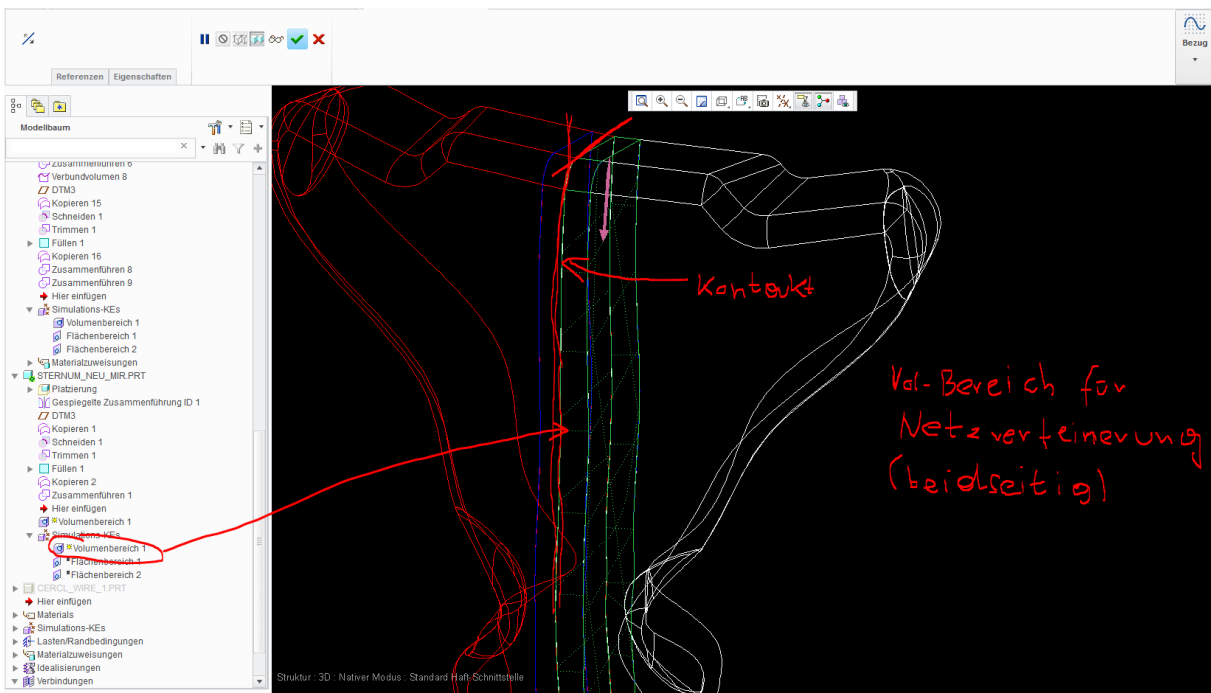 Bezug
Referenzen
Eigenschaften
Modellbaum
Zusammenführen 6
Verbundvolumen 8
DTM3
Kopieren 15
Schneiden 1
Trimmen 1
Füllen 1
Kopieren 16
Zusammenführen 8
Zusammenführen 9
Hier einfügen
Simulations-KEs
Volumenbereich 1
Flächenbereich 1
Flächenbereich 2
Materialzuweisungen
STERNUM_NEU_MIR.PRT
Platzierung
Gespiegelte Zusammenführung ID 1
DTM3
Kopieren 1
Schneiden 1
Trimmen 1
Füllen 1
Kopieren 2
Zusammenführen 1
Hier einfügen
Volumenbereich 1
Simulations-KEs
Volumenbereich 1
Flächenbereich 1
Flächenbereich 2
CERCL_WIRE_1.PRT
Hier einfügen
Materials
Simulations-KEs
Lasten/Randbedingungen
Materialzuweisungen
Idealisierungen
Verbindungen
Kontakt
Vol-Bereich für
Netzverfeinerung
(beidseitig)
Struktur : 3D : Nativer Modus : Standard Haft-Schnittstelle